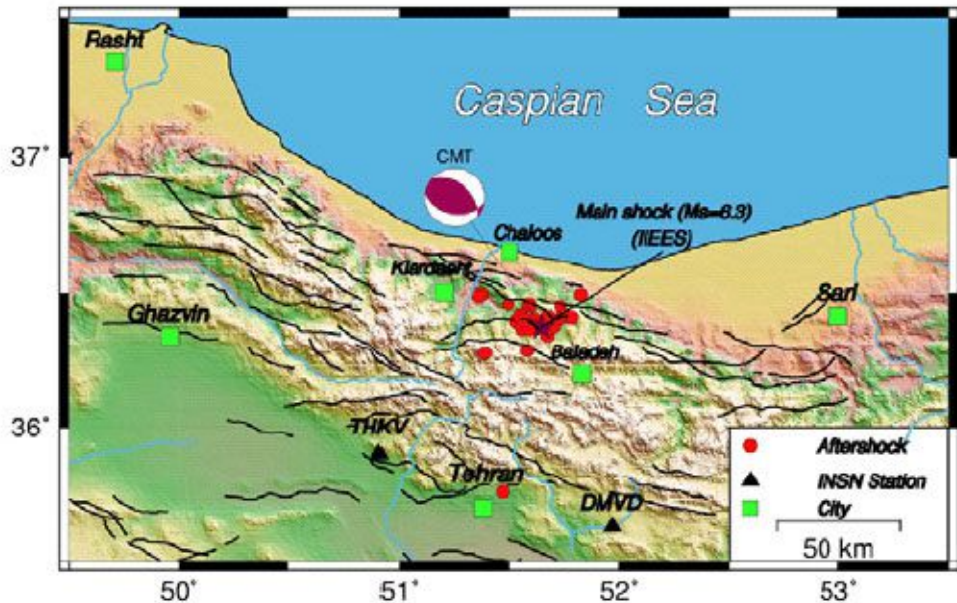 Rasht
Caspian Sea
37°
CMT
Main shock (Ms=6.3)
(IIEES)
Chaloos
Klardasht
Ghazvin
Sari
Baladeh
36°
THKV
Tehran
DMVD
Aftershock
INSN Station
City
50 km
50°
51°
52°
53°